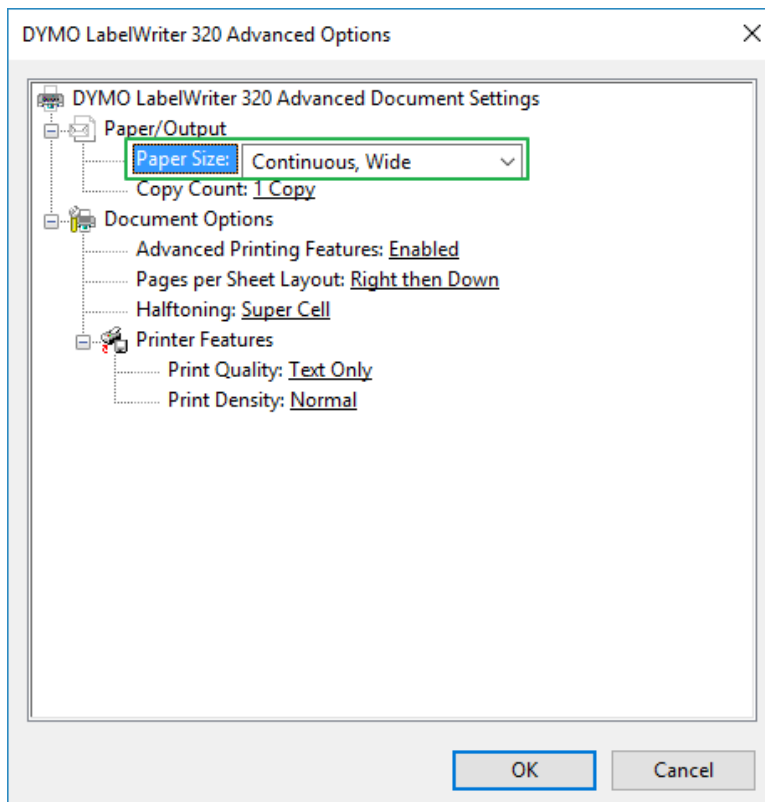 DYMO LabelWriter 320 Advanced Options
DYMO LabelWriter 320 Advanced Document Settings
Paper/Output
Paper Size: Continuous, Wide
Copy Count: 1 Copy
Document Options
Advanced Printing Features: Enabled
Pages per Sheet Layout: Right then Down
Halftoning: Super Cell
Printer Features
Print Quality: Text Only
Print Density: Normal
OK Cancel